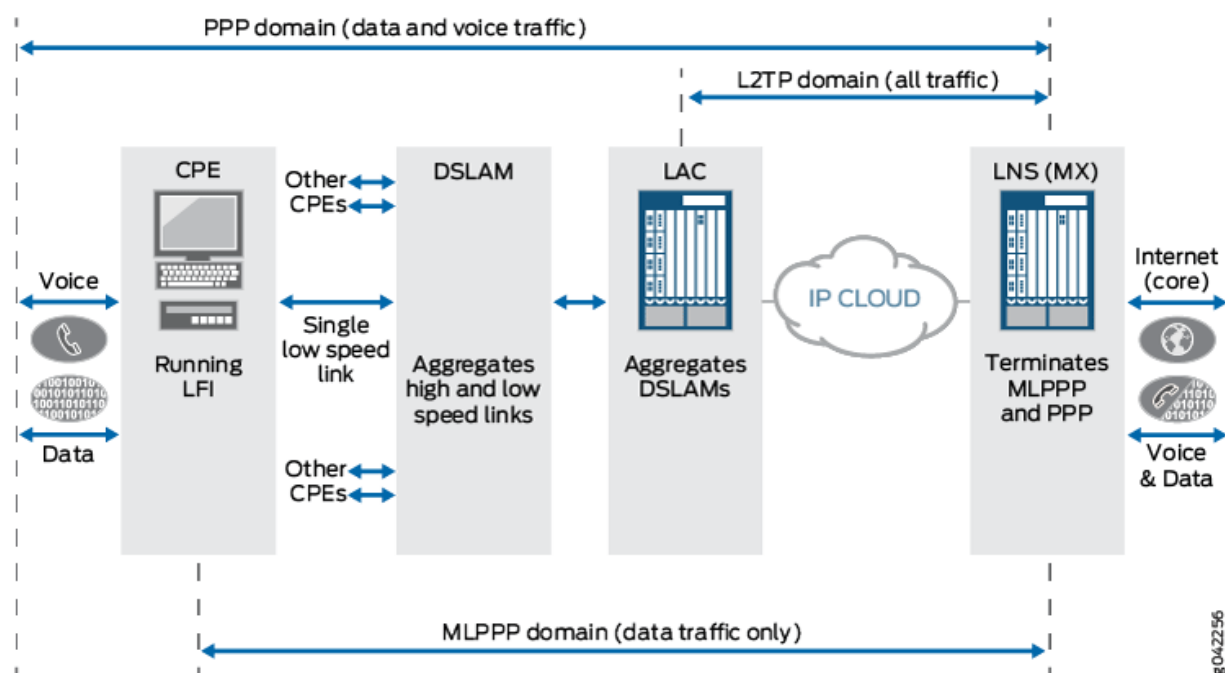 PPP domain (data and voice traffic)
L2TP domain (all traffic)
CPE
DSLAM
LAC
LNS (MX)
Other
CPEs
Voice
Internet
(core)
IP CLOUD
Single
low speed
link
Running
LFI
Aggregates
high and low
speed links
Aggregates
DSLAMs
Terminates
MLPPP
and PPP
Data
Other
CPEs
Voice
& Data
MLPPP domain (data traffic only)
g042256